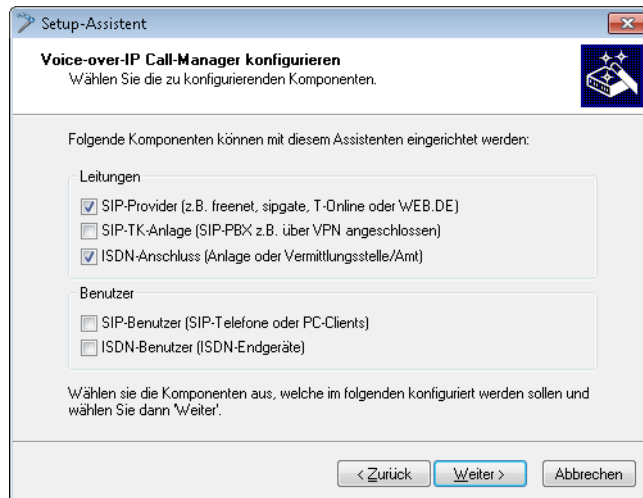 Setup-Assistent
Voice-over-IP Call-Manager konfigurieren
Wählen Sie die zu konfigurierenden Komponenten.
Folgende Komponenten können mit diesem Assistenten eingerichtet werden:
Leitungen
SIP-Provider (z.B. freenet, sipgate, T-Online oder WEB.DE)
SIP-TK-Anlage (SIP-PBX z.B. über VPN angeschlossen)
ISDN-Anschluss (Anlage oder Vermittlungsstelle/Amt)
Benutzer
SIP-Benutzer (SIP-Telefone oder PC-Clients)
ISDN-Benutzer (ISDN-Endgeräte)
Wählen sie die Komponenten aus, welche im folgenden konfiguriert werden sollen und
wählen Sie dann 'Weiter'.
< Zurück Weiter > Abbrechen